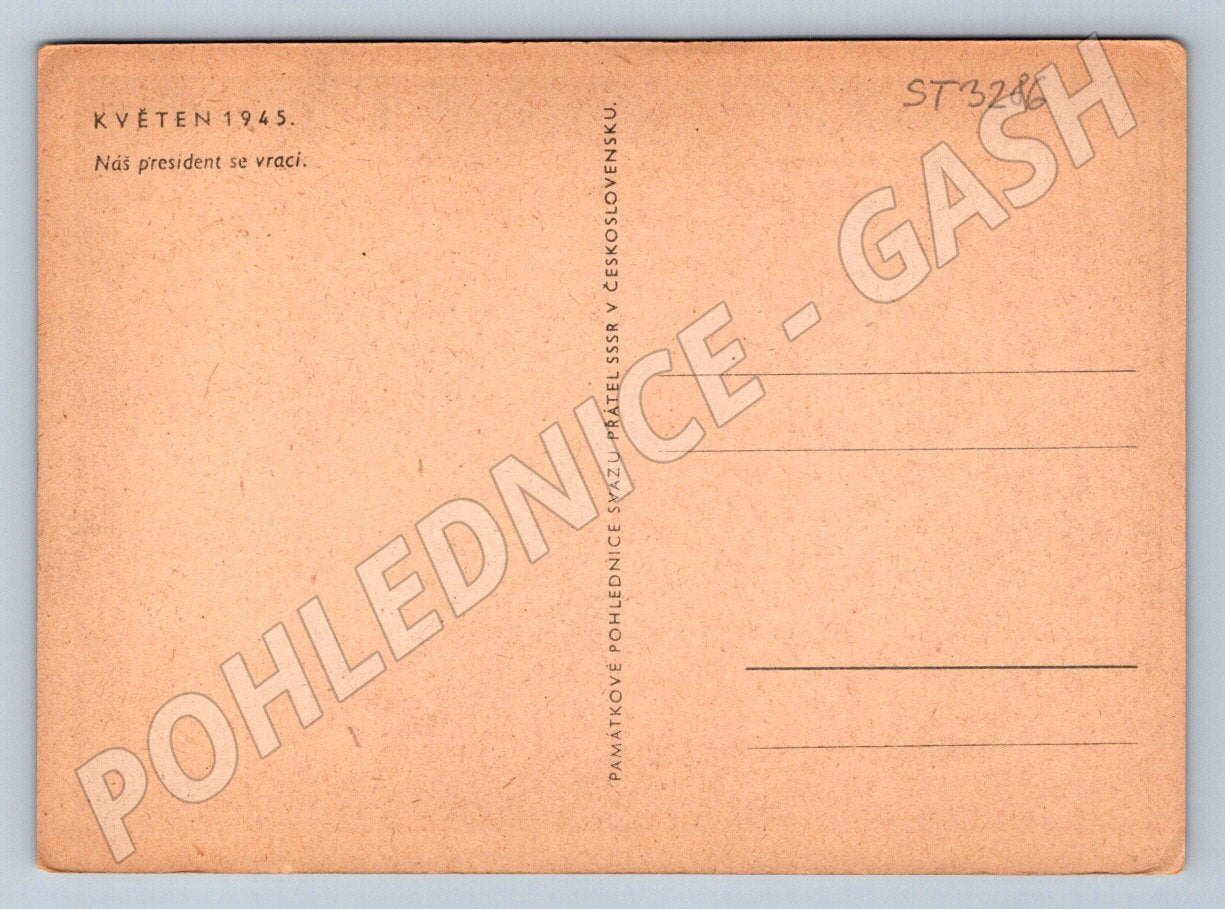 KVĚTEN 1945.
Náš president se vrací.
PAMÁTKOVÉ POHLEDNICE SVAZU PŘÁTEL SSSR V ČESKOSLOVENSKU.
ST3286
POHLEDNICE - GASH